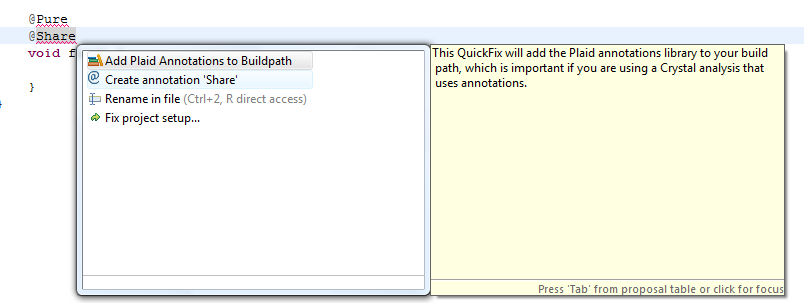 @Pure
@Share
void f
}
Add Plaid Annotations to Buildpath
@ Create annotation 'Share'
Rename in file (Ctrl+2, R direct access)
Fix project setup...
This QuickFix will add the Plaid annotations library to your build
path, which is important if you are using a Crystal analysis that
uses annotations.
Press 'Tab' from proposal table or click for focus